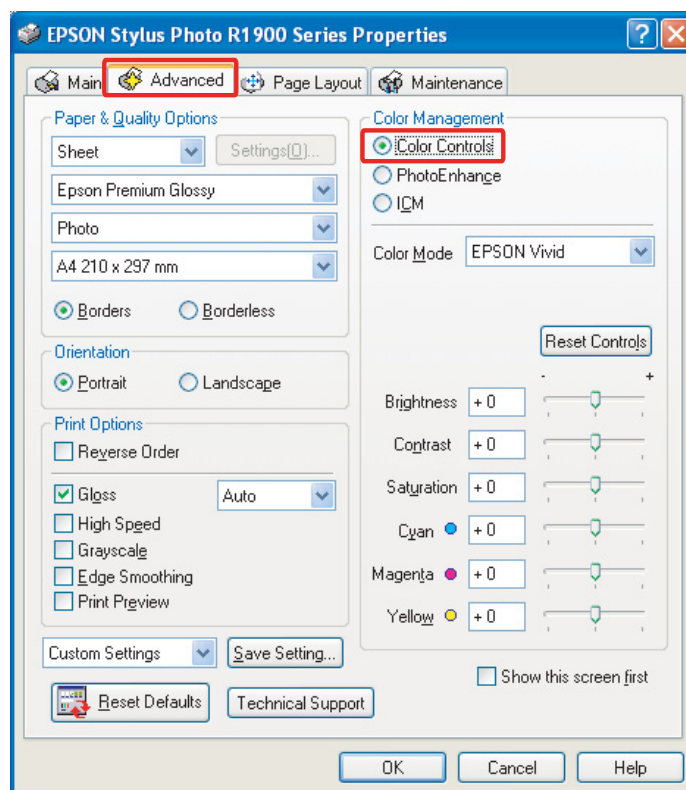 EPSON Stylus Photo R1900 Series Properties
?
Main
Advanced
Page Layout
Maintenance
Paper & Quality Options
Sheet
Settings(O)...
Epson Premium Glossy
Photo
A4 210 x 297 mm
Borders
Borderless
Orientation
Portrait
Landscape
Print Options
Reverse Order
Gloss
Auto
High Speed
Grayscale
Edge Smoothing
Print Preview
Custom Settings
Save Setting...
Reset Defaults
Technical Support
Color Management
Color Controls
PhotoEnhance
ICM
Color Mode EPSON Vivid
Reset Controls
- +
Brightness + 0
Contrast + 0
Saturation + 0
Cyan + 0
Magenta + 0
Yellow + 0
Show this screen first
OK
Cancel
Help